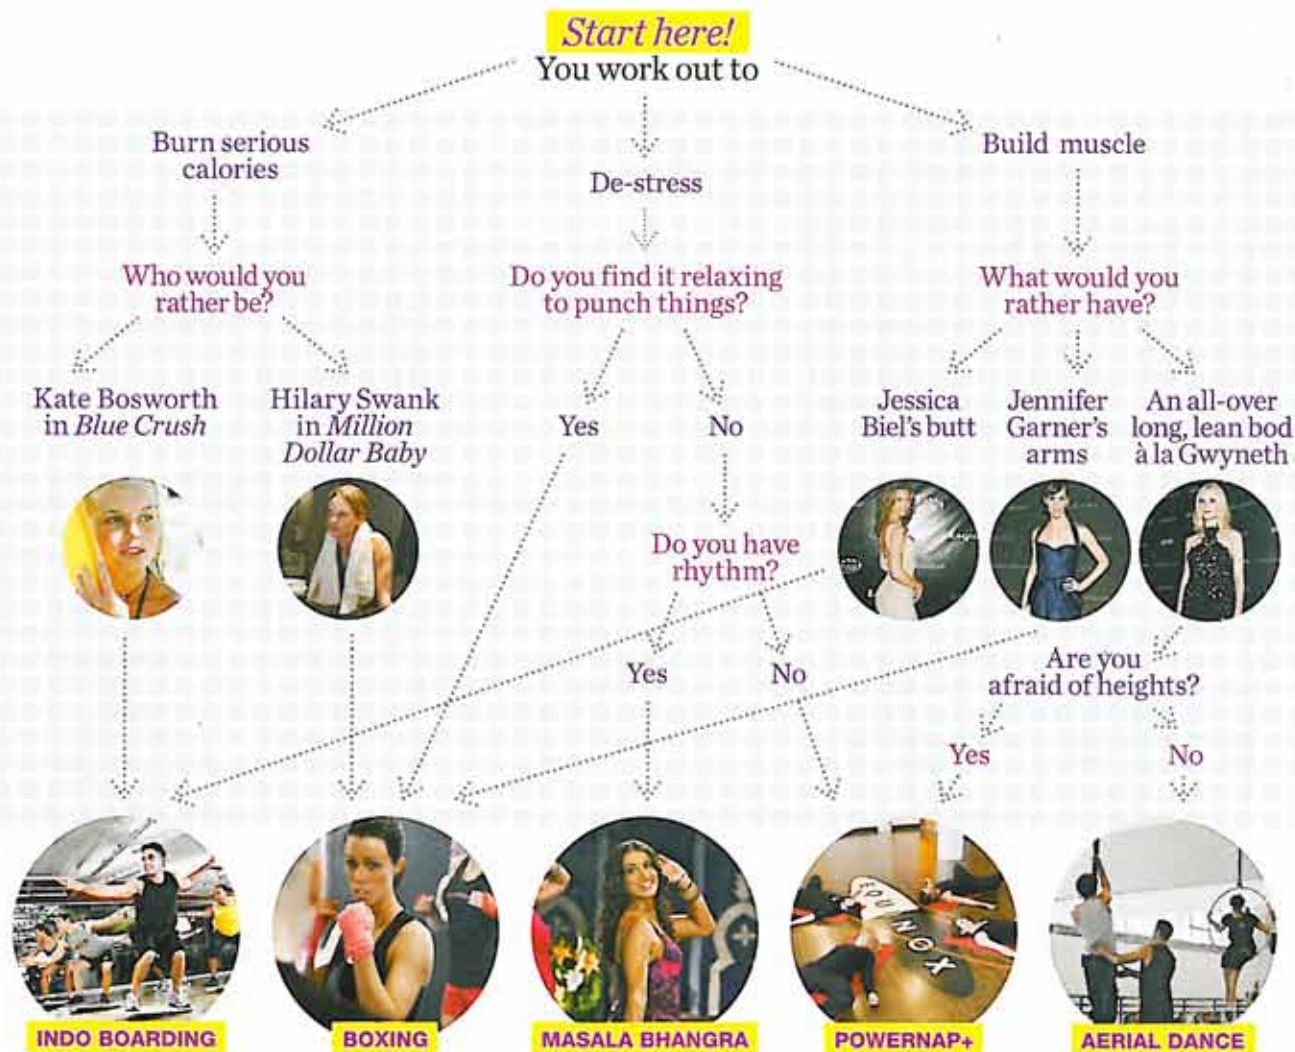 Start here!
You work out to
Burn serious
calories
De-stress
Build muscle
Who would you
rather be?
Do you find it relaxing
to punch things?
What would you
rather have?
Kate Bosworth
in Blue Crush
Hilary Swank
in Million
Dollar Baby
Yes
No
Jessica
Biel's butt
Jennifer
Garner's
arms
An all-over
long, lean bod
à la Gwyneth
Do you have
rhythm?
Yes
No
Are you
afraid of heights?
Yes
No
EQUINOX
INDO BOARDING
BOXING
MASALA BHANGRA
POWERNAP+
AERIAL DANCE